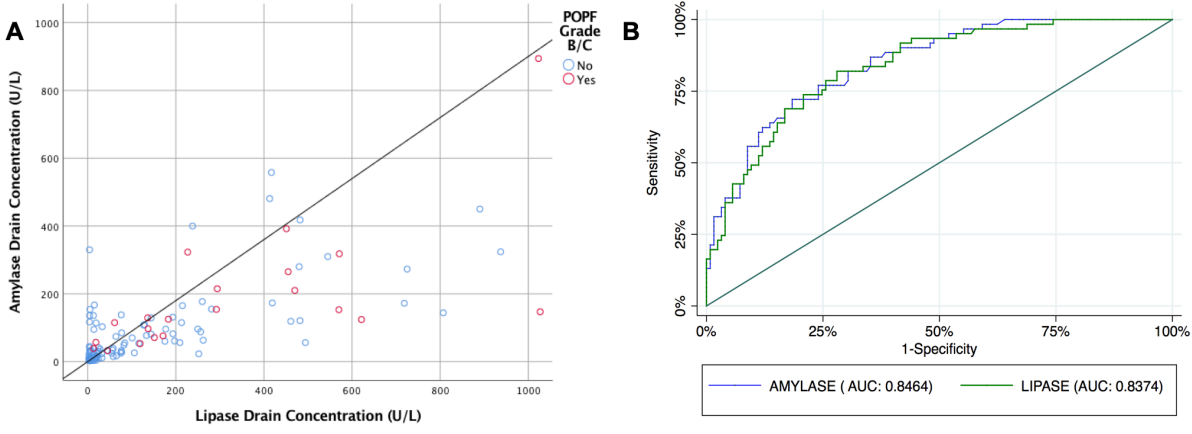 A
POPF
Grade
B/C
No
Yes
Amylase Drain Concentration (U/L)
1000
800
600
400
200
0
0 200 400 600 800 1000
Lipase Drain Concentration (U/L)
B
Sensitivity
100%
75%
50%
25%
0%
0% 25% 50% 75% 100%
1-Specificity
AMYLASE ( AUC: 0.8464) LIPASE (AUC: 0.8374)